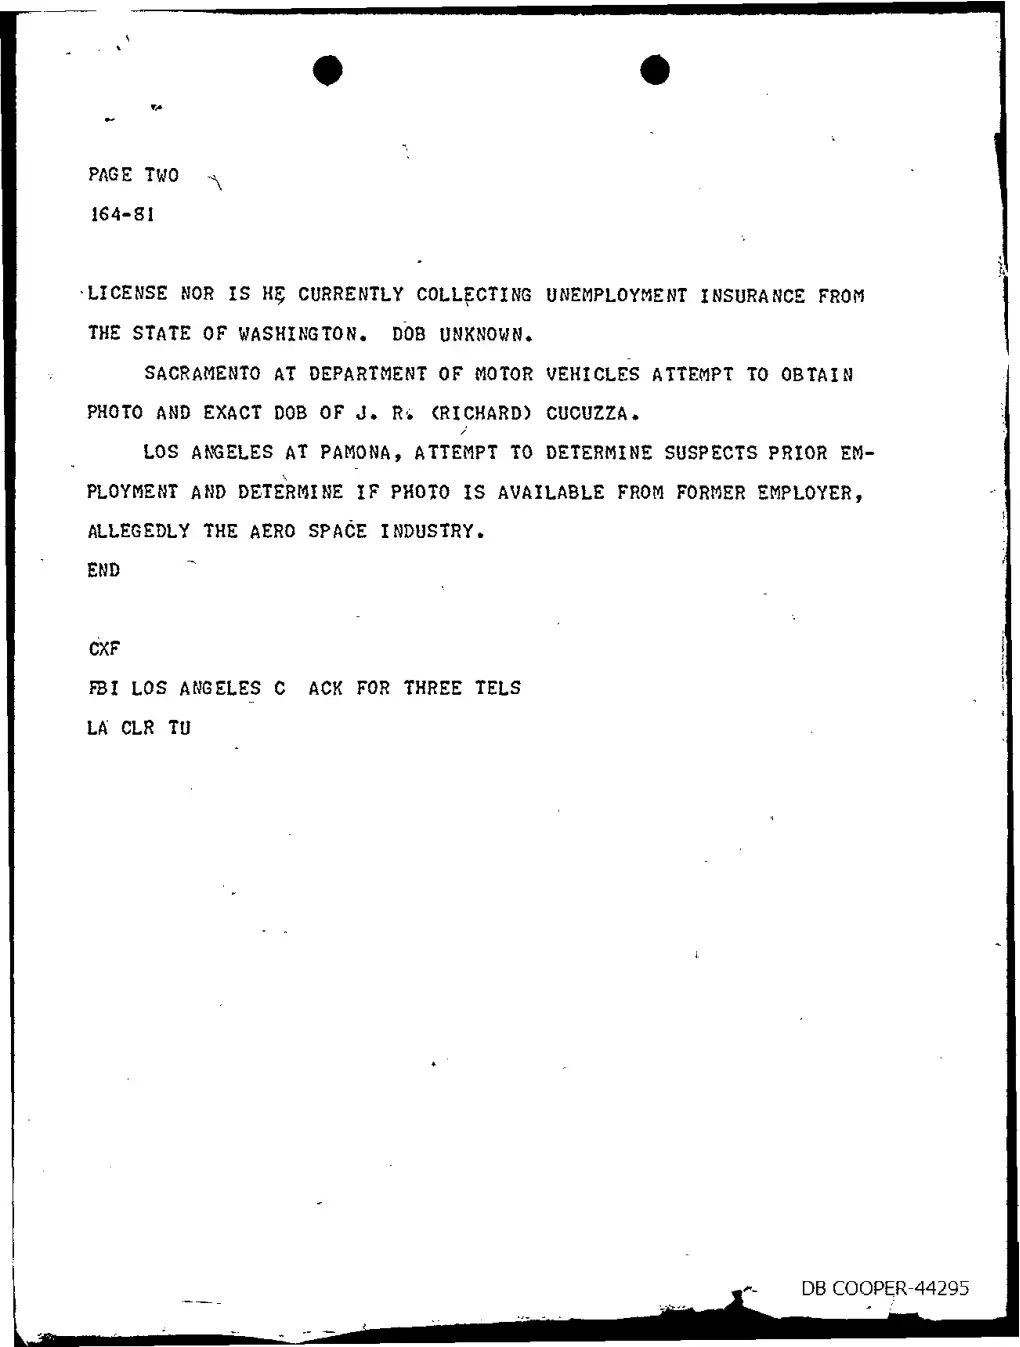 PAGE TWO
164-81
LICENSE NOR IS HE CURRENTLY COLLECTING UNEMPLOYMENT INSURANCE FROM
THE STATE OF WASHINGTON. DOB UNKNOWN.
SACRAMENTO AT DEPARTMENT OF MOTOR VEHICLES ATTEMPT TO OBTAIN
PHOTO AND EXACT DOB OF J. R. (RICHARD) CUCUZZA.
LOS ANGELES AT PAMONA, ATTEMPT TO DETERMINE SUSPECTS PRIOR EM-
PLOYMENT AND DETERMINE IF PHOTO IS AVAILABLE FROM FORMER EMPLOYER,
ALLEGEDLY THE AERO SPACE INDUSTRY.
END
CXF
FBI LOS ANGELES C ACK FOR THREE TELS
LA CLR TU
DB COOPER-44295